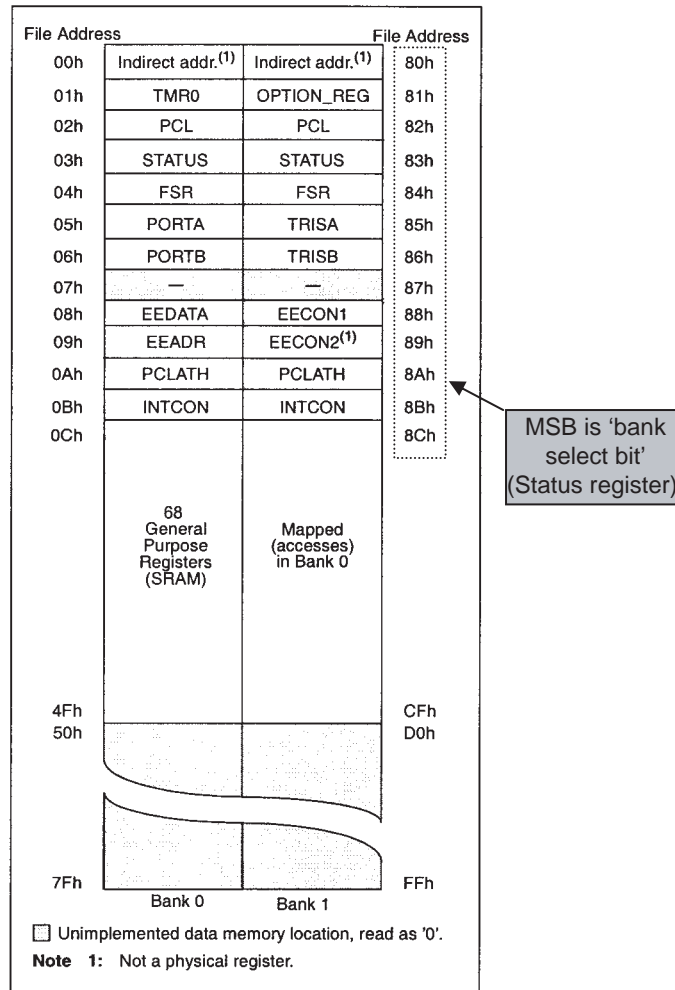 File Address File Address
00h Indirect addr.(1) Indirect addr.(1) 80h
01h TMR0 OPTION_REG 81h
02h PCL PCL 82h
03h STATUS STATUS 83h
04h FSR FSR 84h
05h PORTA TRISA 85h
06h PORTB TRISB 86h
07h — — 87h
08h EEDATA EECON1 88h
09h EEADR EECON2(1) 89h
0Ah PCLATH PCLATH 8Ah
0Bh INTCON INTCON 8Bh
0Ch 8Ch
MSB is ‘bank
select bit’
(Status register)
68
General
Purpose
Registers
(SRAM)
Mapped
(accesses)
in Bank 0
4Fh CFh
50h D0h
7Fh FFh
Bank 0 Bank 1
Unimplemented data memory location, read as '0'.
Note 1: Not a physical register.